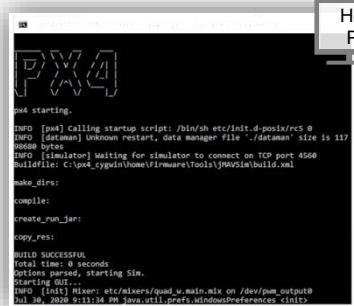 H
P
PX4
px4 starting.
INFO [px4] Calling startup script: /bin/sh etc/init.d-posix/rcS 0
INFO [dataman] Unknown restart, data manager file './dataman' size is 117
98680 bytes
INFO [simulator] Waiting for simulator to connect on TCP port 4560
Buildfile: C:\px4_cygwin\home\Firmware\Tools\jMAVSim\build.xml
make_dirs:
compile:
create_run_jar:
copy_res:
BUILD SUCCESSFUL
Total time: 0 seconds
Options parsed, starting Sim.
Starting GUI...
INFO [init] Mixer: etc/mixers/quad_w.main.mix on /dev/pwm_output0
Jul 30, 2020 9:11:34 PM java.util.prefs.WindowsPreferences <init>